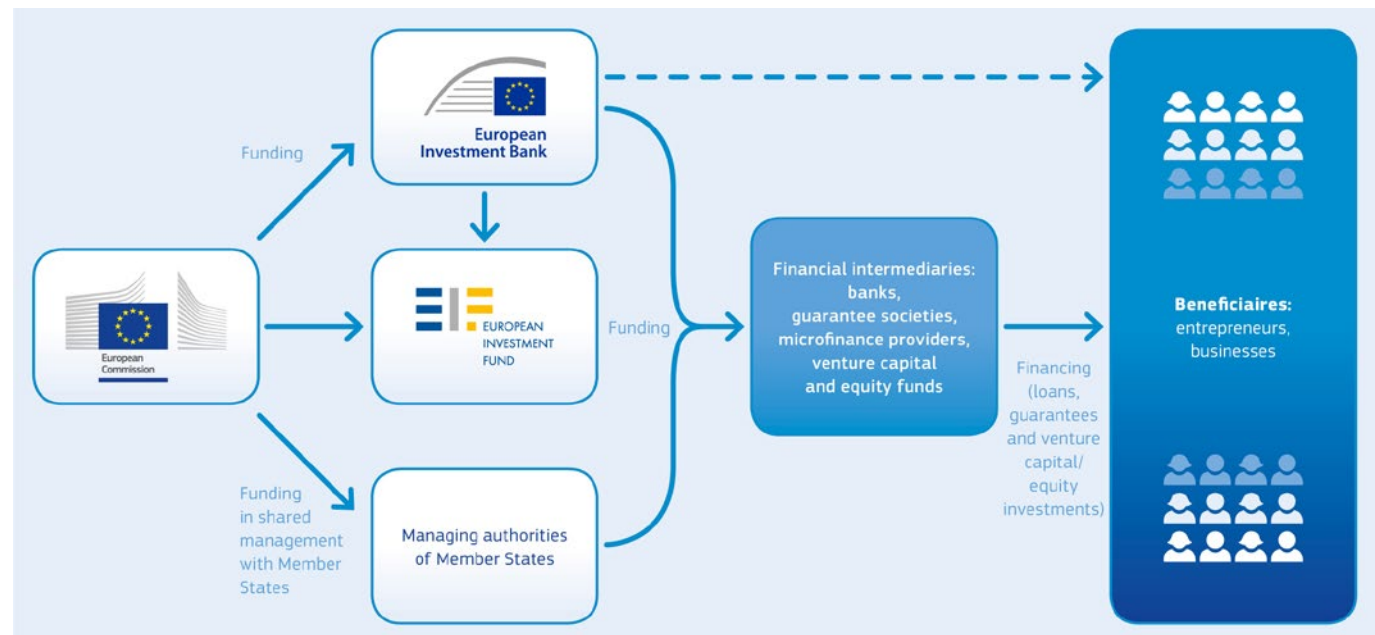 European
Investment Bank
Funding
European
Commission
EUROPEAN
INVESTMENT
FUND
Funding
Funding
in shared
management
with Member
States
Managing authorities
of Member States
Financial intermediaries:
banks,
guarantee societies,
microfinance providers,
venture capital
and equity funds
Financing
(loans,
guarantees
and venture
capital/
equity
investments)
Beneficiaires:
entrepreneurs,
businesses